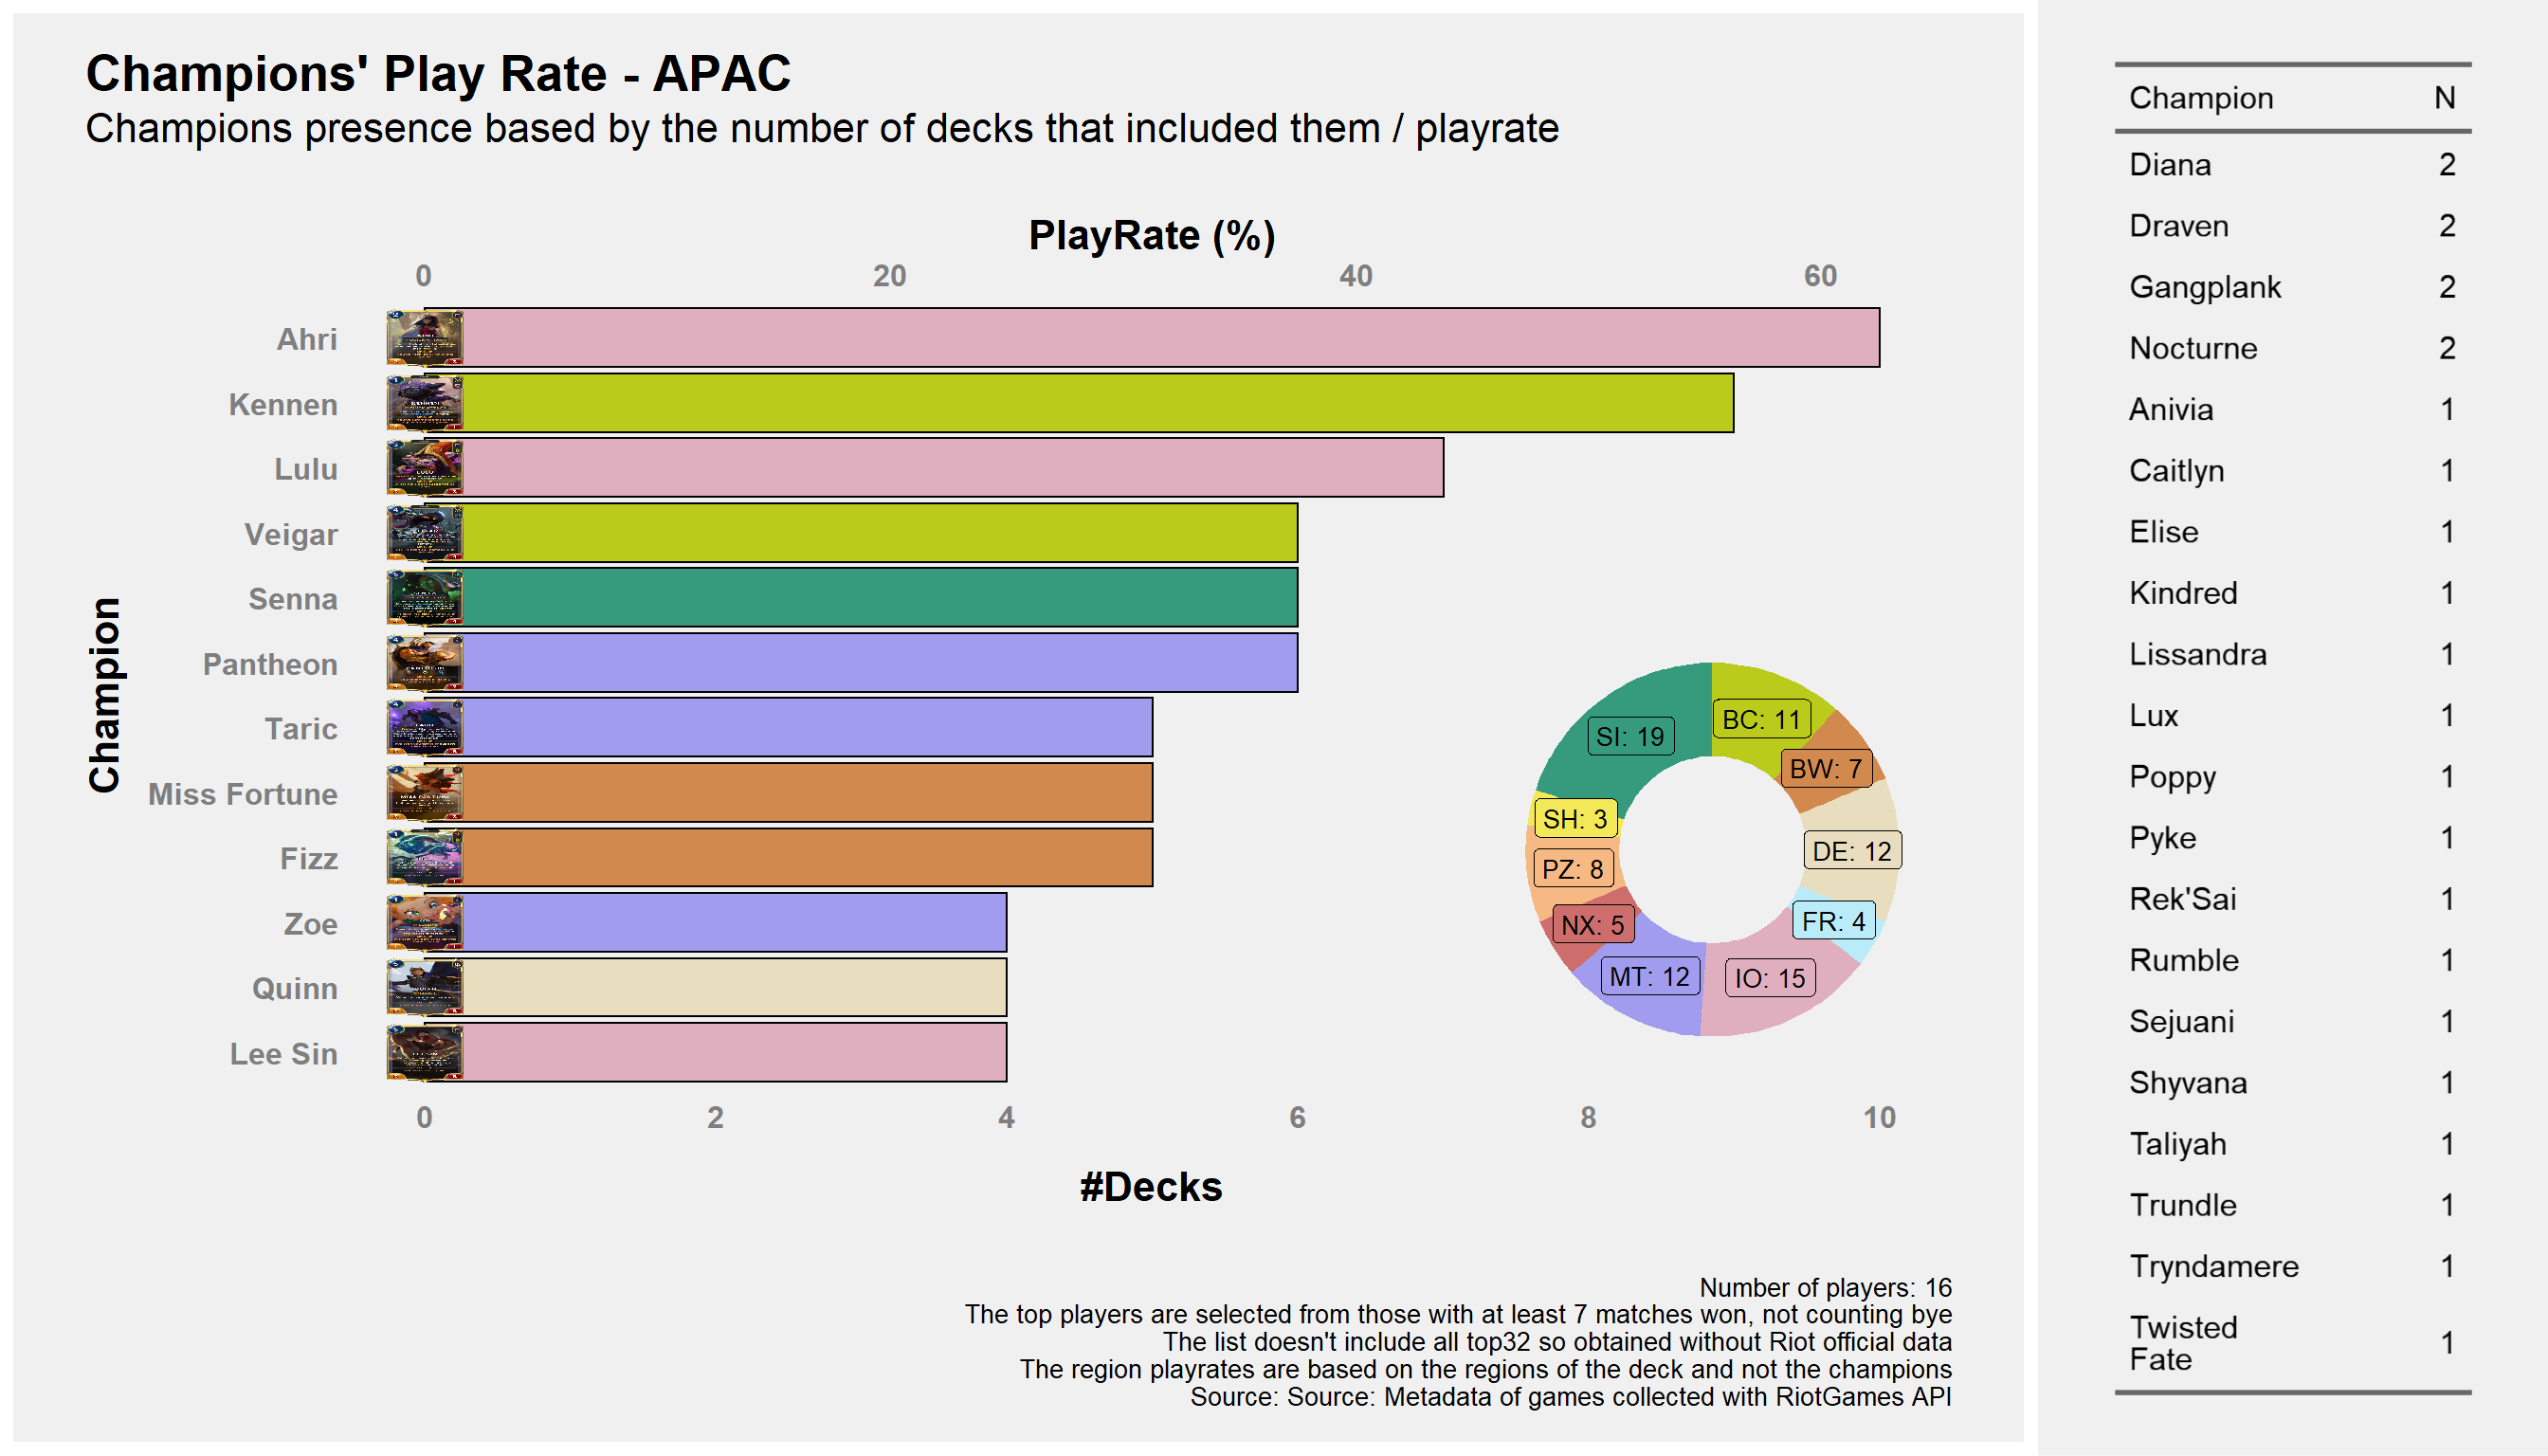 Champions' Play Rate - APAC
Champions presence based by the number of decks that included them / playrate
PlayRate (%)
0 20 40 60
Champion
Ahri
Kennen
Lulu
Veigar
Senna
Pantheon
Taric
Miss Fortune
Fizz
Zoe
Quinn
Lee Sin
0 2 4 6 8 10
#Decks
SI: 19
BC: 11
BW: 7
SH: 3
DE: 12
PZ: 8
NX: 5
FR: 4
MT: 12
IO: 15
Number of players: 16
The top players are selected from those with at least 7 matches won, not counting bye
The list doesn't include all top32 so obtained without Riot official data
The region playrates are based on the regions of the deck and not the champions
Source: Source: Metadata of games collected with RiotGames API
Champion N
Diana 2
Draven 2
Gangplank 2
Nocturne 2
Anivia 1
Caitlyn 1
Elise 1
Kindred 1
Lissandra 1
Lux 1
Poppy 1
Pyke 1
Rek'Sai 1
Rumble 1
Sejuani 1
Shyvana 1
Taliyah 1
Trundle 1
Tryndamere 1
Twisted
Fate 1